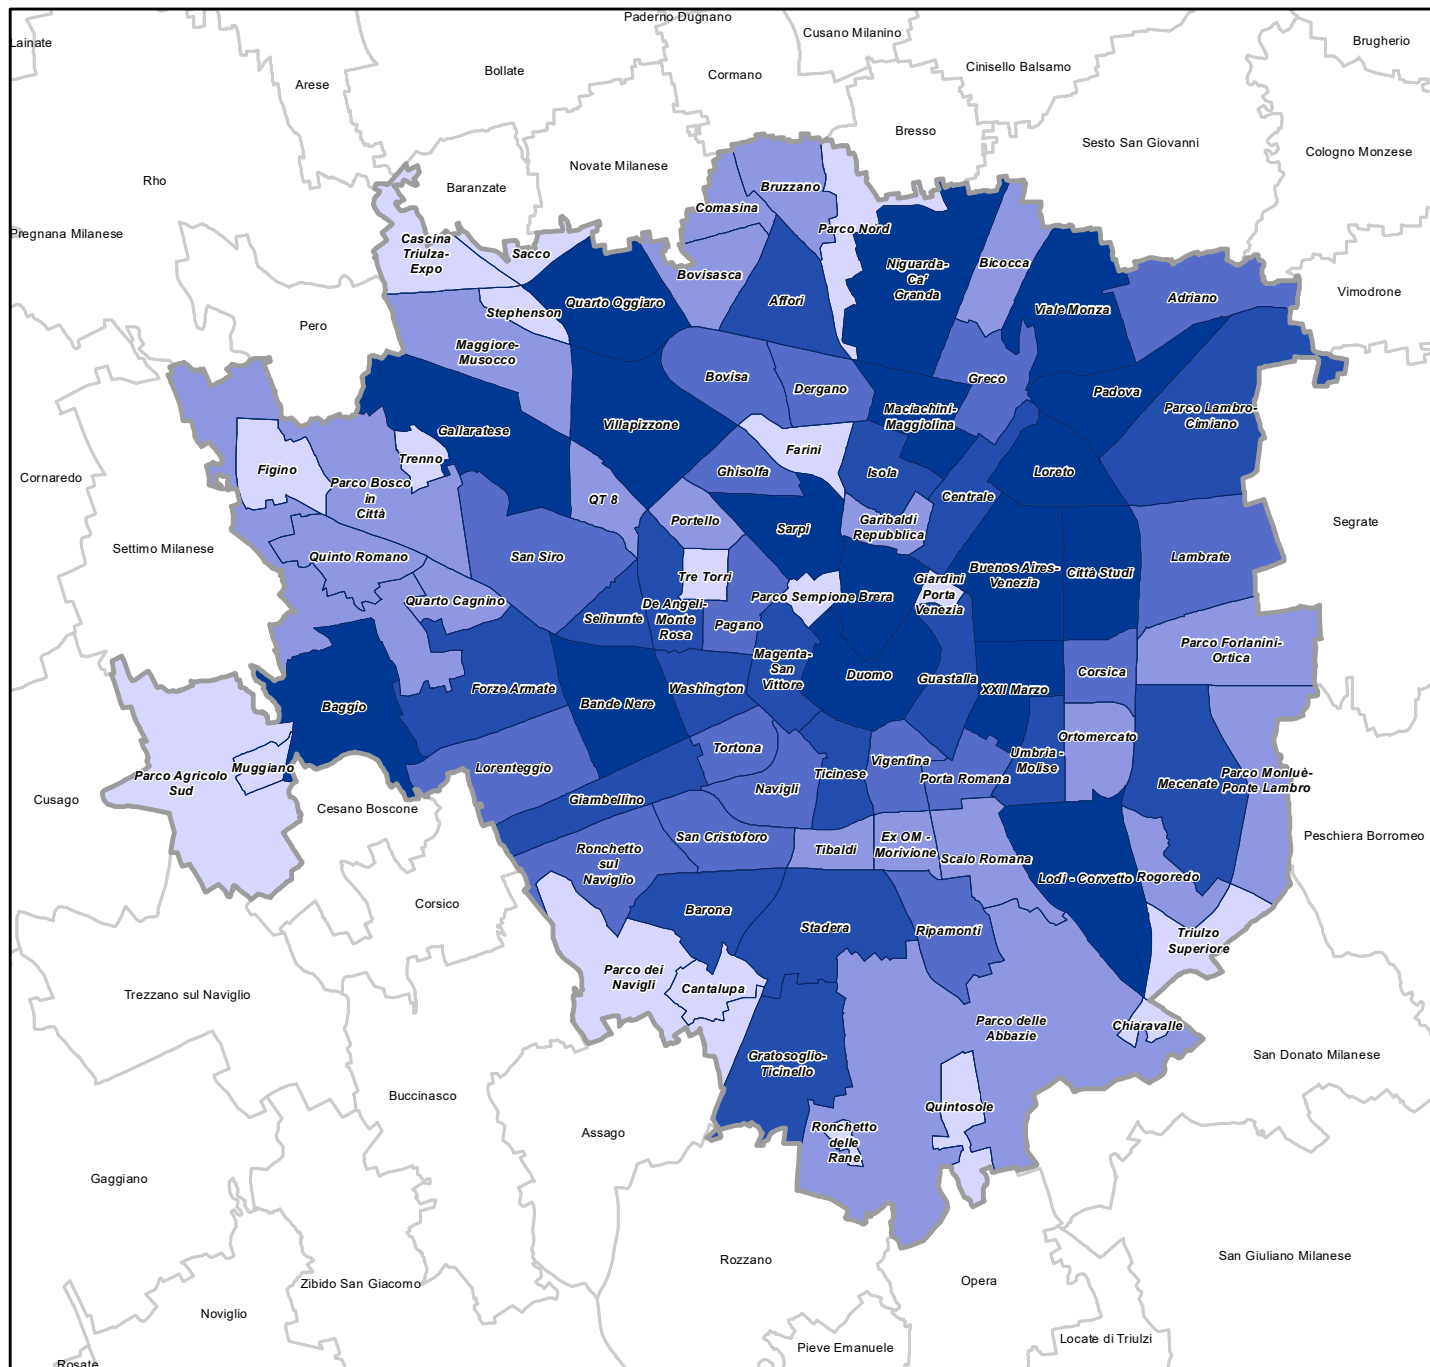 Paderno Dugnano
Cusano Milanino
Lainate
Brugherio
Bollate
Cormano
Cinisello Balsamo
Arese
Bresso
Sesto San Giovanni
Cologno Monzese
Novate Milanese
Rho
Baranzate
Bruzzano
Comasina
Parco Nord
Pregnana Milanese
Cascina
Triulza-
Expo
Sacco
Bovisasca
Niguarda-
Ca'
Granda
Bicocca
Vimodrone
Quarto Oggiaro
Affori
Adriano
Viale Monza
Stephenson
Pero
Maggiore-
Musocco
Bovisa
Dergano
Greco
Padova
Maciachini-
Maggiolina
Parco Lambro-
Cimiano
Villapizzone
Gallaratese
Farini
Trenno
Figino
Ghisolfa
Isola
Loreto
Cornaredo
Parco Bosco
in
Città
QT 8
Centrale
Portello
Sarpi
Garibaldi
Repubblica
Segrate
Settimo Milanese
Quinto Romano
San Siro
Lambrate
Buenos Aires-
Venezia
Città Studi
Tre Torri
Giardini
Porta
Venezia
Parco Sempione
Brera
Quarto Cagnino
De Angeli-
Monte
Rosa
Selinunte
Pagano
Parco Forlanini-
Ortica
Magenta-
San
Vittore
Duomo
Guastalla
Corsica
XXII Marzo
Forze Armate
Washington
Baggio
Bande Nere
Ortomercato
Tortona
Umbria -
Molise
Vigentina
Lorenteggio
Muggiano
Parco Agricolo
Sud
Ticinese
Porta Romana
Navigli
Mecenate
Parco Monluè-
Ponte Lambro
Cusago
Giambellino
Cesano Boscone
San Cristoforo
Tibaldi
Ex OM -
Morivione
Peschiera Borromeo
Ronchetto
sul
Naviglio
Scalo Romana
Lodi - Corvetto
Rogoredo
Corsico
Barona
Stadera
Ripamonti
Triulzo
Superiore
Parco dei
Navigli
Cantalupa
Trezzano sul Naviglio
Parco delle
Abbazie
Chiaravalle
Gratosoglio-
Ticinello
San Donato Milanese
Buccinasco
Quintosole
Assago
Ronchetto
delle
Rane
Gaggiano
Rozzano
San Giuliano Milanese
Zibido San Giacomo
Opera
Noviglio
Locate di Triulzi
Pieve Emanuele
Rosate